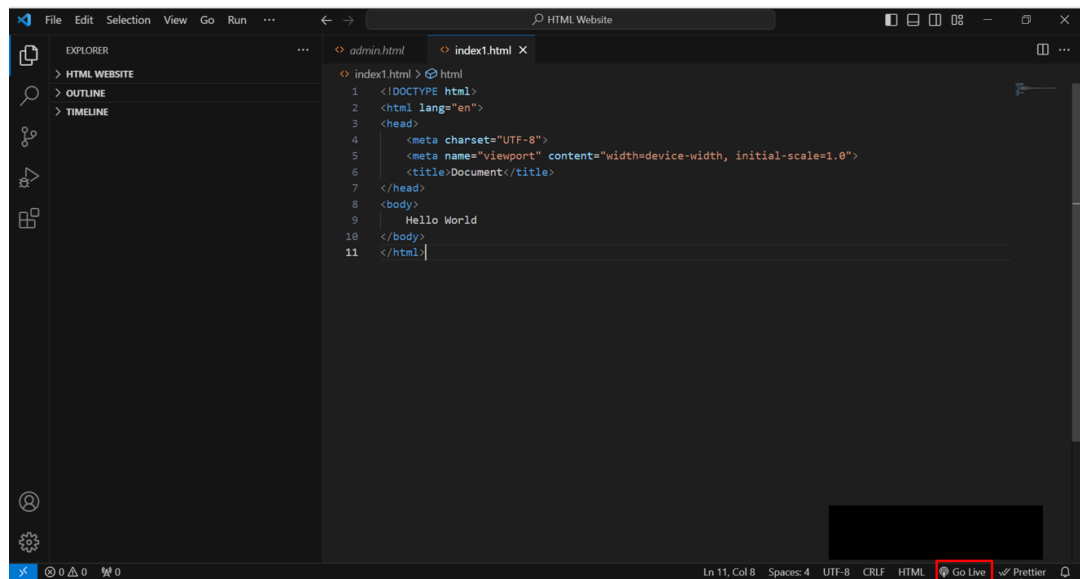 File Edit Selection View Go Run ··· HTML Website
EXPLORER ···
HTML WEBSITE
OUTLINE
TIMELINE
admin.html index1.html
index1.html > html
1 <!DOCTYPE html>
2 <html lang="en">
3 <head>
4 <meta charset="UTF-8">
5 <meta name="viewport" content="width=device-width, initial-scale=1.0">
6 <title>Document</title>
7 </head>
8 <body>
9 Hello World
10 </body>
11 </html>
0 0 0 Ln 11, Col 8 Spaces: 4 UTF-8 CRLF HTML Go Live Prettier